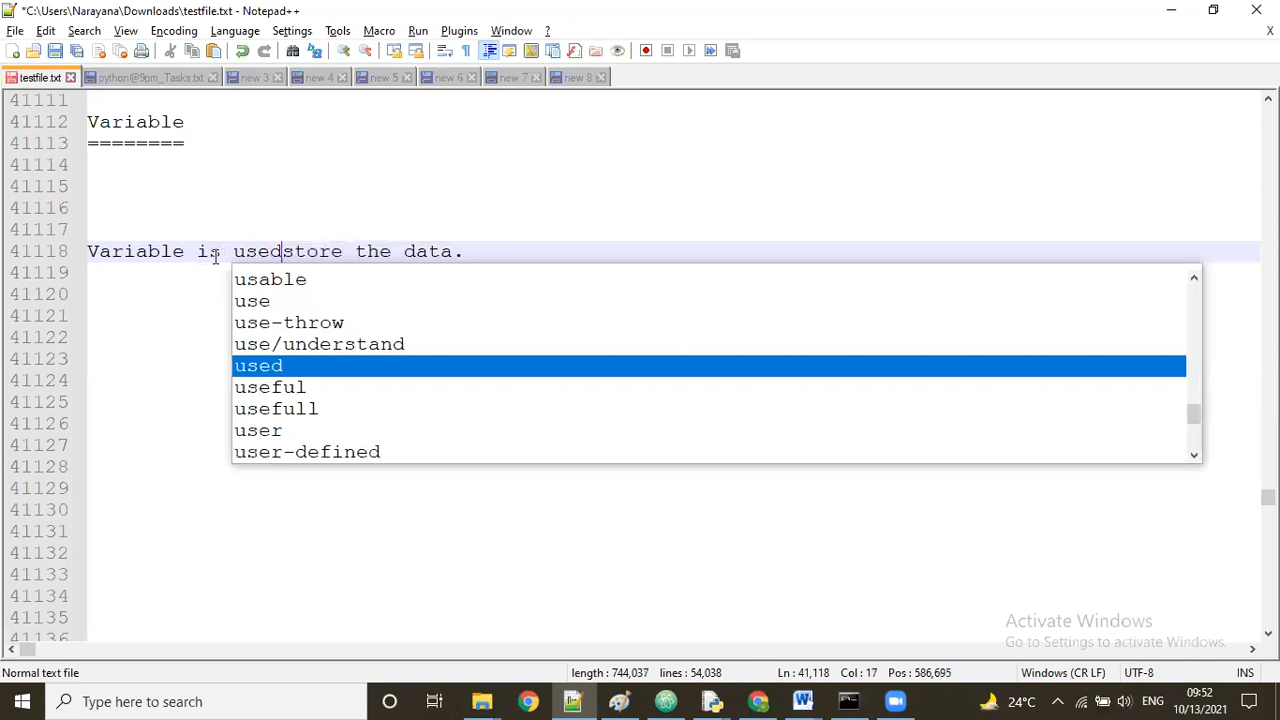 *C:\Users\Narayana\Downloads\testfile.txt - Notepad++
File Edit Search View Encoding Language Settings Tools Macro Run Plugins Window ? X
testfile.txt python@9pm_Tasks.txt new 3 new 4 new 5 new 6 new 7 new 8
41111
41112 Variable
41113 ========
41114
41115
41116
41117
41118 Variable is usedstore the data.
41119
usable
41120 use
41121 use-throw
41122 use/understand
41123 used
41124 useful
41125 usefull
41126 user
41127 user-defined
41128
41129
41130
41131
41132
41133
41134
41135
41136
Activate Windows
Go to Settings to activate Windows.
Normal text file length : 744,037 lines : 54,038 Ln : 41,118 Col : 17 Pos : 586,695 Windows (CR LF) UTF-8 INS
Type here to search 24°C ENG 09:52
10/13/2021